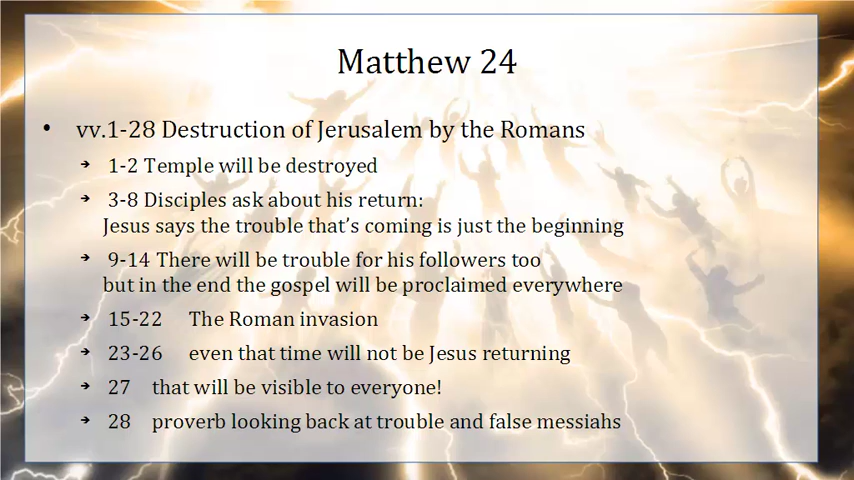 Matthew 24
• vv.1-28 Destruction of Jerusalem by the Romans
➔ 1-2 Temple will be destroyed
➔ 3-8 Disciples ask about his return:
Jesus says the trouble that's coming is just the beginning
➔ 9-14 There will be trouble for his followers too
but in the end the gospel will be proclaimed everywhere
➔ 15-22 The Roman invasion
➔ 23-26 even that time will not be Jesus returning
➔ 27 that will be visible to everyone!
➔ 28 proverb looking back at trouble and false messiahs